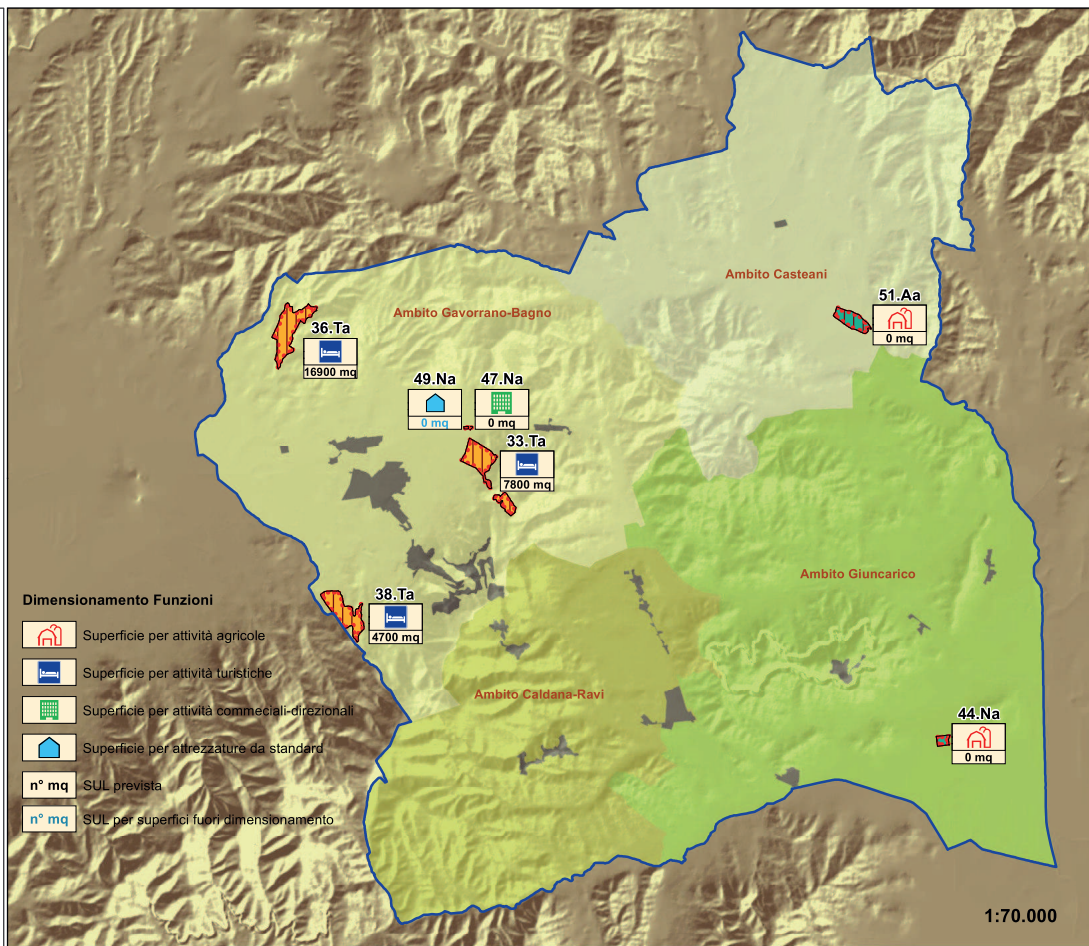 Ambito Casteani
51.Aa
0 mq
Ambito Gavorrano-Bagno
36.Ta
16900 mq
49.Na
47.Na
0 mq
0 mq
33.Ta
7800 mq
Ambito Giuncarico
38.Ta
4700 mq
Ambito Caldana-Ravi
44.Na
0 mq
Dimensionamento Funzioni
Superficie per attività agricole
Superficie per attività turistiche
Superficie per attività commeciali-direzionali
Superficie per attrezzature da standard
n° mq SUL prevista
n° mq SUL per superfici fuori dimensionamento
1:70.000